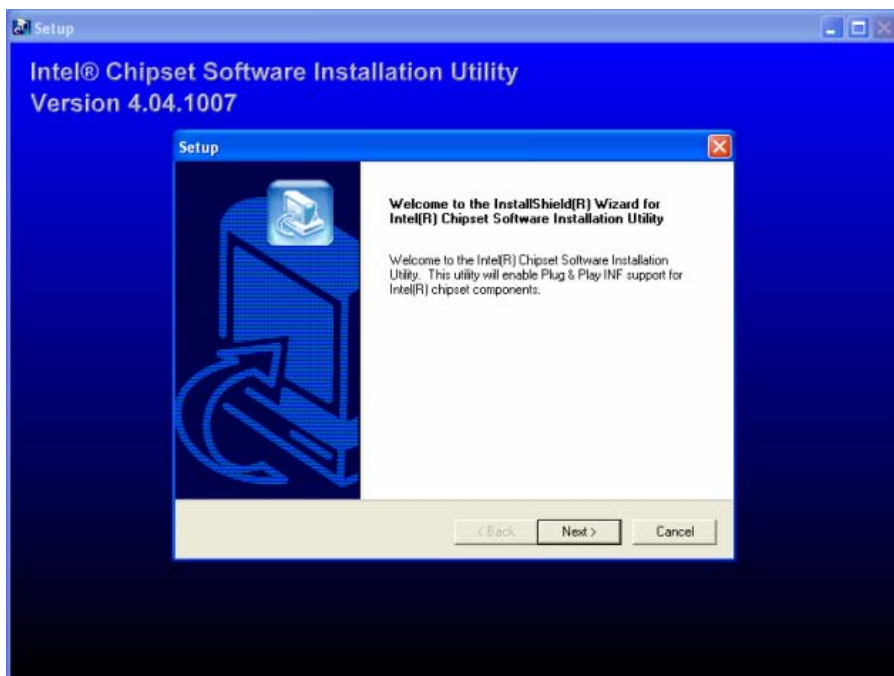 Setup
Intel® Chipset Software Installation Utility
Version 4.04.1007
Setup
Welcome to the InstallShield(R) Wizard for
Intel(R) Chipset Software Installation Utility
Welcome to the Intel(R) Chipset Software Installation
Utility. This utility will enable Plug & Play INF support for
Intel(R) chipset components.
< Back
Next >
Cancel